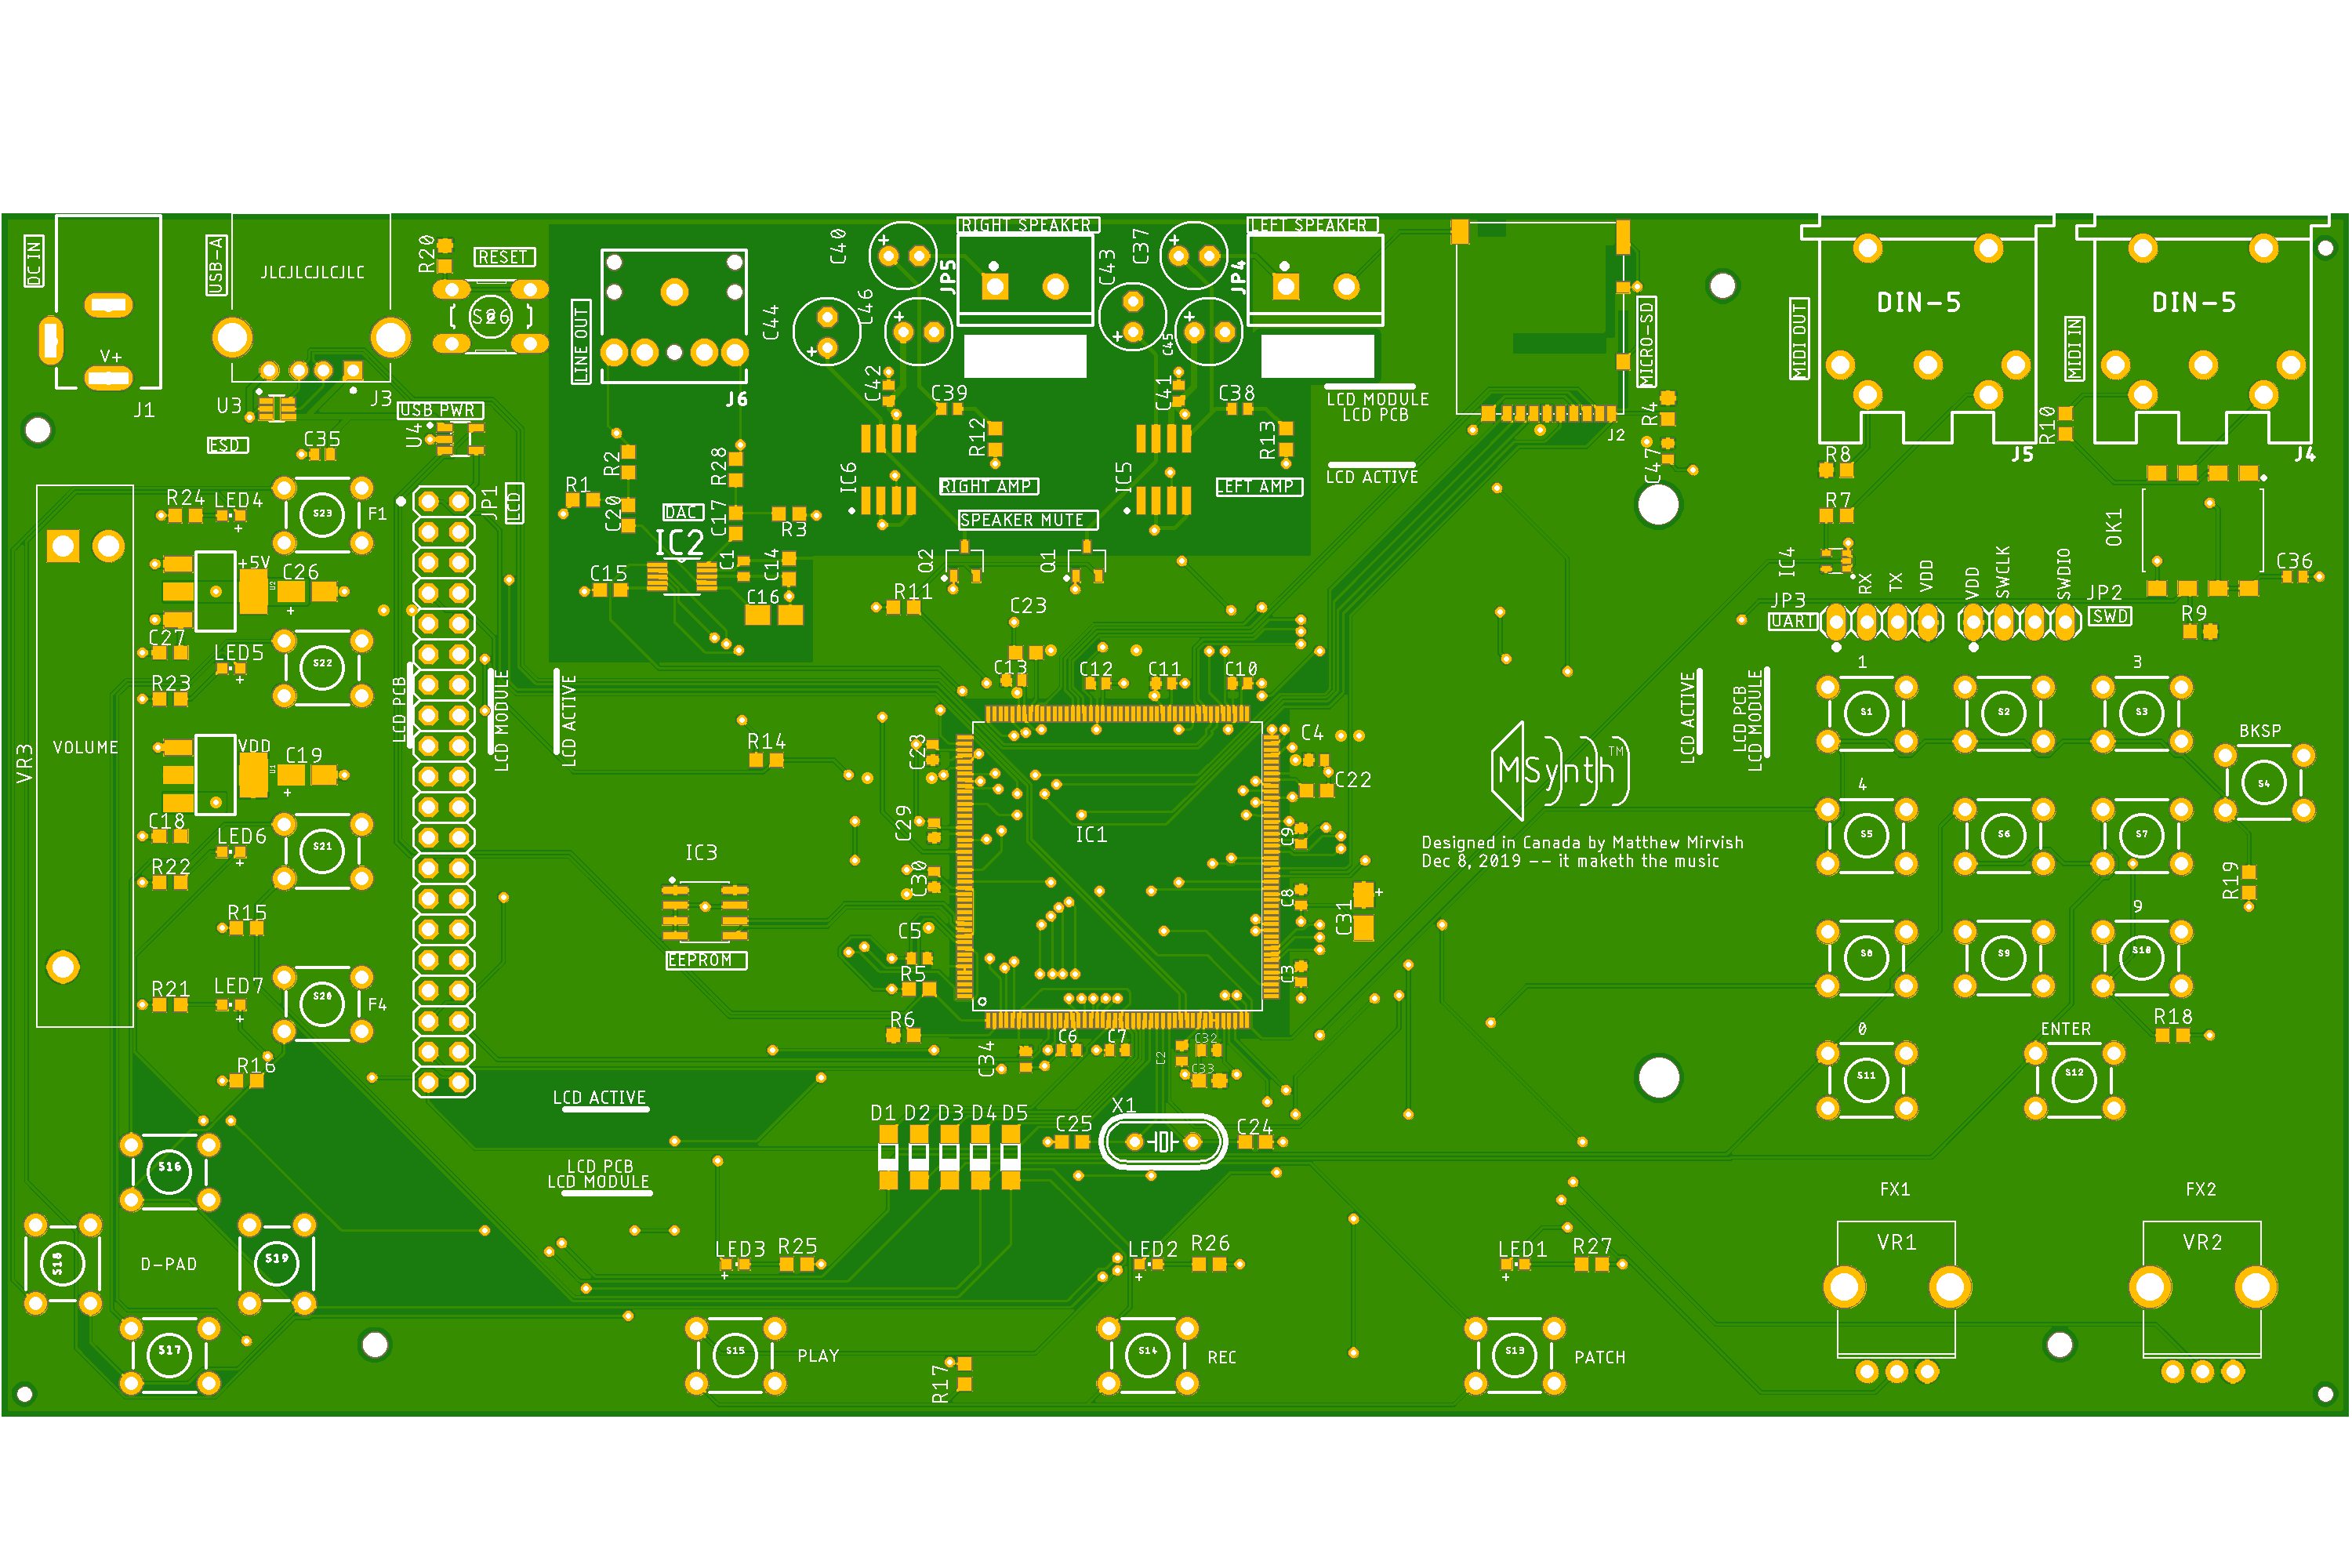 DC IN
V+
J1
USB-A
JLCJLCJLCJLC
J3
U3
ESD
C35
R20
RESET
S26
USB PWR
U4
LINE OUT
J6
C44
C40
C46
RIGHT SPEAKER
JP5
C43
C37
C45
LEFT SPEAKER
JP4
C42
C39
R12
C41
C38
R13
IC6
RIGHT AMP
IC5
LEFT AMP
SPEAKER MUTE
Q2
Q1
R11
LCD MODULE
LCD PCB
LCD ACTIVE
MICRO-SD
J2
R4
C47
MIDI OUT
DIN-5
J5
MIDI IN
DIN-5
J4
R10
R8
R7
IC4
OK1
C36
R9
RX
TX
VDD
VDD
SWCLK
SWDIO
JP3
UART
JP2
SWD
R24
LED4
S23
F1
JP1
LCD
R1
R2
C20
R28
C17
DAC
IC2
R3
C1
C14
C15
C16
+5V
U2
C26
C27
LED5
R23
S22
VR3
VOLUME
VDD
U1
C19
C18
LED6
R22
S21
R15
R21
LED7
S20
F4
R16
LCD PCB
LCD MODULE
LCD ACTIVE
R14
IC3
EEPROM
C23
C13
C12
C11
C10
C28
C29
C30
C5
R5
R6
C34
C6
C7
C2
C32
C33
IC1
C4
C22
C9
C8
C31
C3
MSynth™
Designed in Canada by Matthew Mirvish
Dec 8, 2019 -- it maketh the music
LCD ACTIVE
LCD PCB
LCD MODULE
1
3
S1
S2
S3
BKSP
S4
4
S5
S6
S7
R19
9
S8
S9
S10
0
ENTER
R18
S11
S12
LCD ACTIVE
LCD PCB
LCD MODULE
D1 D2 D3 D4 D5
C25
X1
C24
S16
S18
D-PAD
S19
S17
LED3
R25
S15
PLAY
R17
LED2
R26
S14
REC
LED1
R27
S13
PATCH
FX1
VR1
FX2
VR2